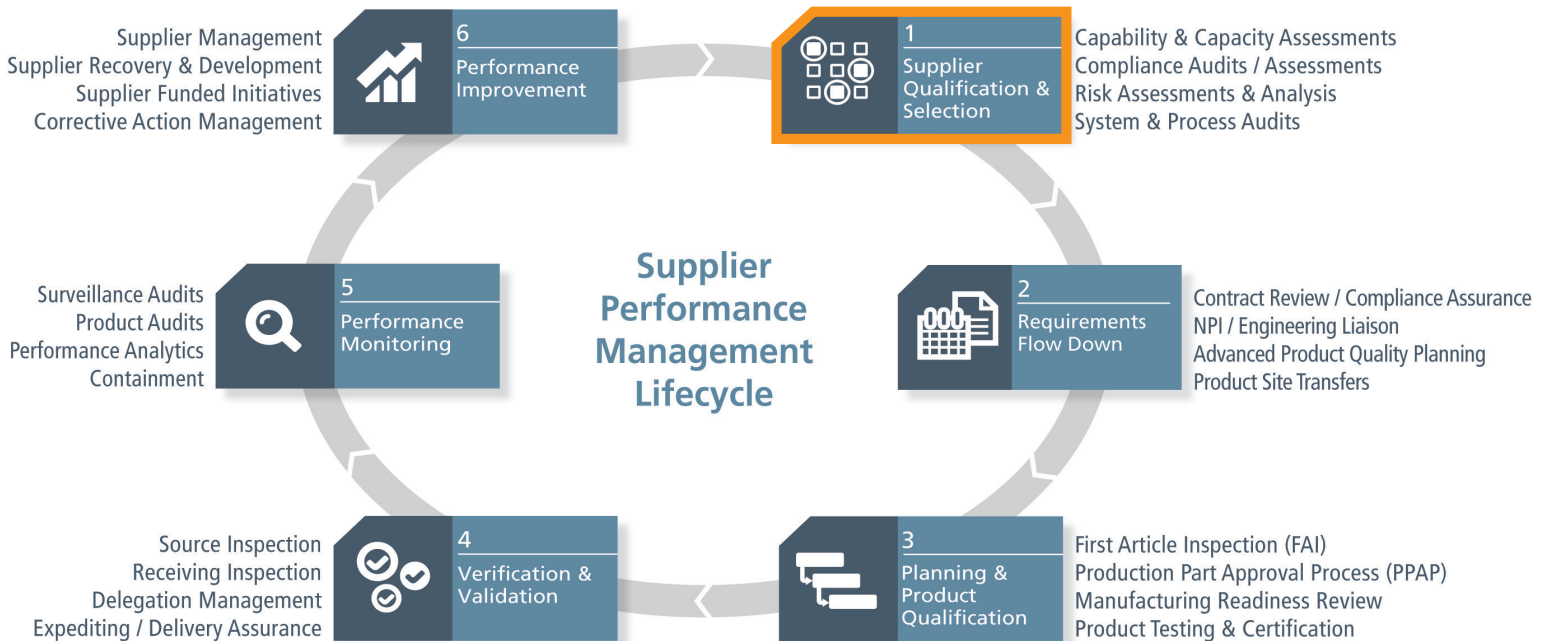 Supplier Management
Supplier Recovery & Development
Supplier Funded Initiatives
Corrective Action Management
6
Performance
Improvement
1
Supplier
Qualification &
Selection
Capability & Capacity Assessments
Compliance Audits / Assessments
Risk Assessments & Analysis
System & Process Audits
Supplier
Performance
Management
Lifecycle
Surveillance Audits
Product Audits
Performance Analytics
Containment
5
Performance
Monitoring
2
Requirements
Flow Down
Contract Review / Compliance Assurance
NPI / Engineering Liaison
Advanced Product Quality Planning
Product Site Transfers
Source Inspection
Receiving Inspection
Delegation Management
Expediting / Delivery Assurance
4
Verification &
Validation
3
Planning &
Product
Qualification
First Article Inspection (FAI)
Production Part Approval Process (PPAP)
Manufacturing Readiness Review
Product Testing & Certification